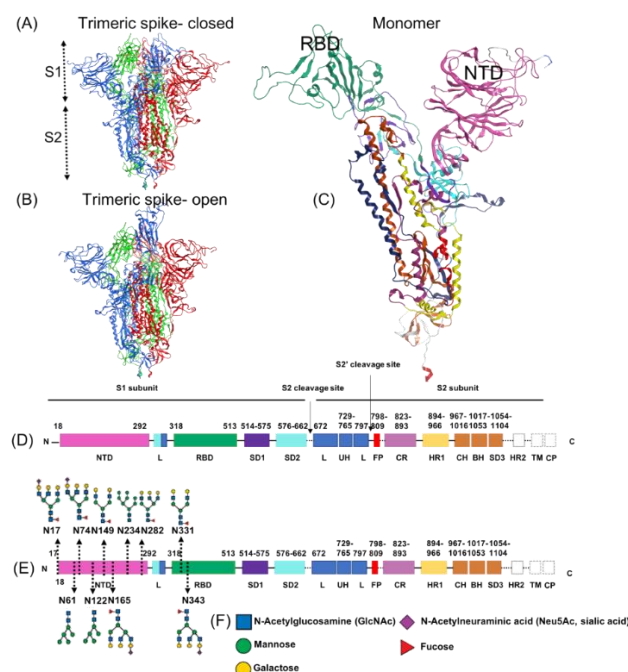 (A) Trimeric spike- closed
Monomer
RBD
NTD
S1
S2
(B) Trimeric spike- open
(C)
S2' cleavage site
S1 subunit
S2 cleavage site
S2 subunit
18 292 318 513 514-575 576-662 672 729-765 797 798-809 823-893 894-966 967-1016 1017-1053 1054-1104
(D) N C
NTD L RBD SD1 SD2 L UH L FP CR HR1 CH BH SD3 HR2 TM CP
N17 N74 N149 N234 N282 N331
17 292 318 513 514-575 576-662 672 729-765 797 798-809 823-893 894-966 967-1016 1017-1053 1054-1104
(E) N C
18 NTD L RBD SD1 SD2 L UH L FP CR HR1 CH BH SD3 HR2 TM CP
N61 N122 N165 N343
(F) N-Acetylglucosamine (GlcNAc) N-Acetylneuraminic acid (Neu5Ac, sialic acid)
Mannose Fucose
Galactose